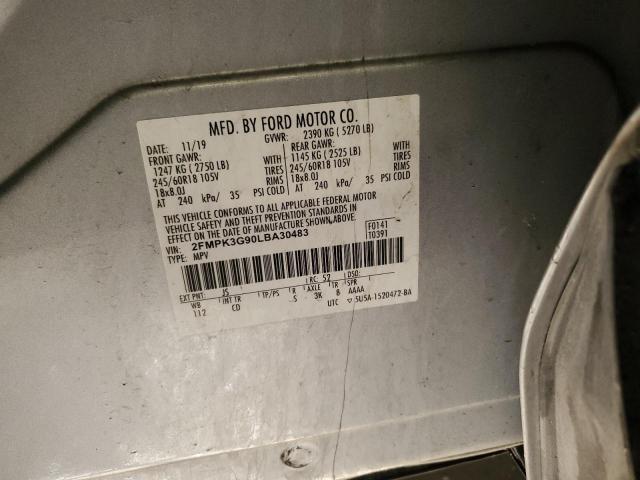 MFD. BY FORD MOTOR CO.
DATE: 11/19 GVWR: 2390 KG ( 5270 LB)
FRONT GAWR: REAR GAWR:
1247 KG ( 2750 LB) WITH 1145 KG ( 2525 LB) WITH
245/60R18 105V TIRES 245/60R18 105V TIRES
18x8.0J RIMS 18x8.0J RIMS
AT 240 kPa/ 35 PSI COLD AT 240 kPa/ 35 PSI COLD
THIS VEHICLE CONFORMS TO ALL APPLICABLE FEDERAL MOTOR
VEHICLE SAFETY AND THEFT PREVENTION STANDARDS IN
EFFECT ON THE DATE OF MANUFACTURE SHOWN ABOVE.
VIN: 2FMPK3G90LBA30483 F0141
TYPE: MPV T0391
EXT PNT: JS RC: 52 DSO:
WB INT TR TP/PS R AXLE TR SPR
112 CD S 3K 8 AAAA
UTC 5U5A-1520472-BA